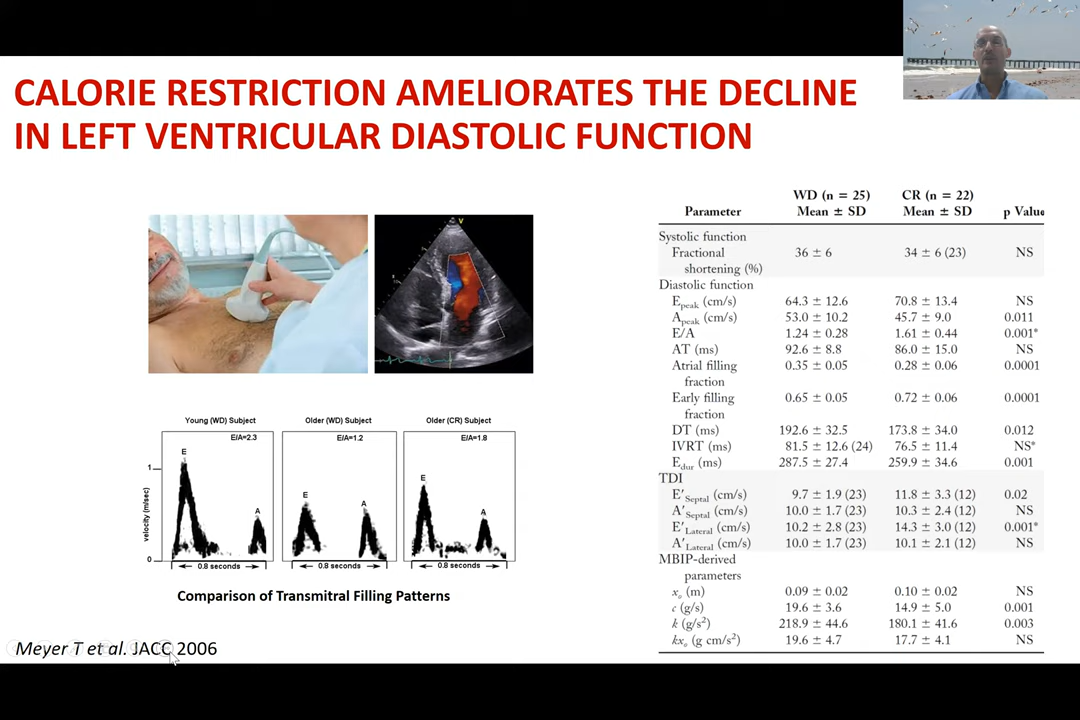 CALORIE RESTRICTION AMELIORATES THE DECLINE
IN LEFT VENTRICULAR DIASTOLIC FUNCTION
V
Young (WD) Subject
E/A=2.3
E
A
1
0
velocity (m/sec)
0.8 seconds
Older (WD) Subject
E/A=1.2
E
A
0.8 seconds
Older (CR) Subject
E/A=1.8
E
A
0.8 seconds
Comparison of Transmitral Filling Patterns
Meyer T et al. JACC 2006
WD (n = 25) CR (n = 22)
Parameter Mean ± SD Mean ± SD p Value
Systolic function
Fractional 36 ± 6 34 ± 6 (23) NS
shortening (%)
Diastolic function
Epeak (cm/s) 64.3 ± 12.6 70.8 ± 13.4 NS
Apeak (cm/s) 53.0 ± 10.2 45.7 ± 9.0 0.011
E/A 1.24 ± 0.28 1.61 ± 0.44 0.001*
AT (ms) 92.6 ± 8.8 86.0 ± 15.0 NS
Atrial filling 0.35 ± 0.05 0.28 ± 0.06 0.0001
fraction
Early filling 0.65 ± 0.05 0.72 ± 0.06 0.0001
fraction
DT (ms) 192.6 ± 32.5 173.8 ± 34.0 0.012
IVRT (ms) 81.5 ± 12.6 (24) 76.5 ± 11.4 NS*
Edur (ms) 287.5 ± 27.4 259.9 ± 34.6 0.001
TDI
E′Septal (cm/s) 9.7 ± 1.9 (23) 11.8 ± 3.3 (12) 0.02
A′Septal (cm/s) 10.0 ± 1.7 (23) 10.3 ± 2.4 (12) NS
E′Lateral (cm/s) 10.2 ± 2.8 (23) 14.3 ± 3.0 (12) 0.001*
A′Lateral (cm/s) 10.0 ± 1.7 (23) 10.1 ± 2.1 (12) NS
MBIP-derived
parameters
xo (m) 0.09 ± 0.02 0.10 ± 0.02 NS
c (g/s) 19.6 ± 3.6 14.9 ± 5.0 0.001
k (g/s²) 218.9 ± 44.6 180.1 ± 41.6 0.003
kxo (g cm/s²) 19.6 ± 4.7 17.7 ± 4.1 NS